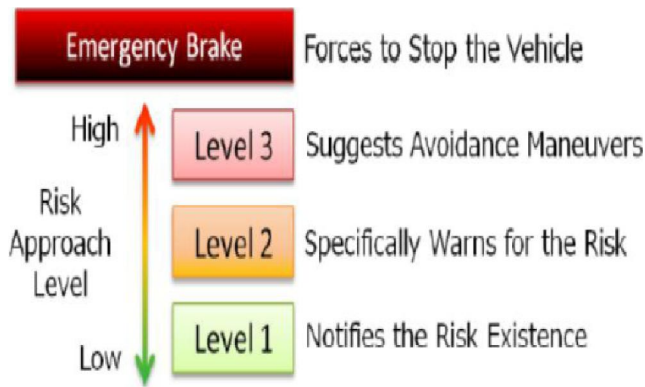 Emergency Brake Forces to Stop the Vehicle
High
Level 3 Suggests Avoidance Maneuvers
Risk
Approach
Level
Level 2 Specifically Warns for the Risk
Level 1 Notifies the Risk Existence
Low